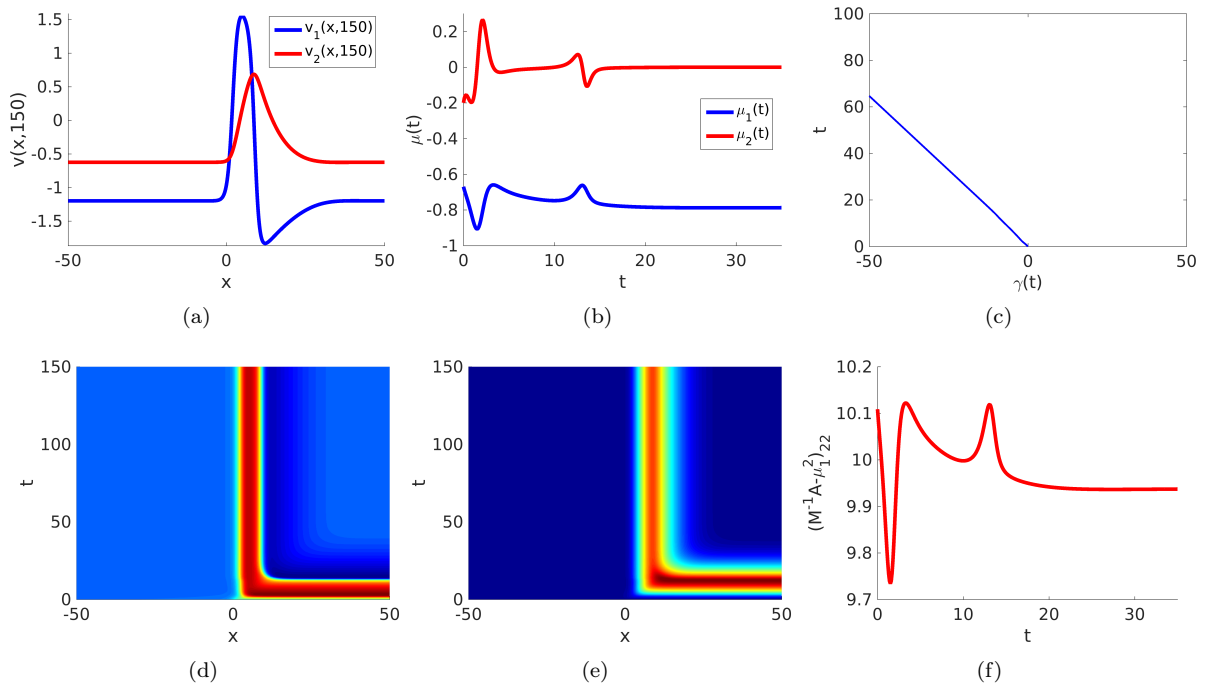 v(x,150)
1.5
1
0.5
0
-0.5
-1
-1.5
-50
0
50
x
v1(x,150)
v2(x,150)
(a)
μ(t)
0.2
0
-0.2
-0.4
-0.6
-0.8
-1
0
10
20
30
t
μ1(t)
μ2(t)
(b)
t
100
80
60
40
20
0
-50
0
50
γ(t)
(c)
t
150
100
50
0
-50
0
50
x
(d)
t
150
100
50
0
-50
0
50
x
(e)
(M⁻¹A-μ₁²)₂₂
10.2
10.1
10
9.9
9.8
9.7
0
10
20
30
t
(f)